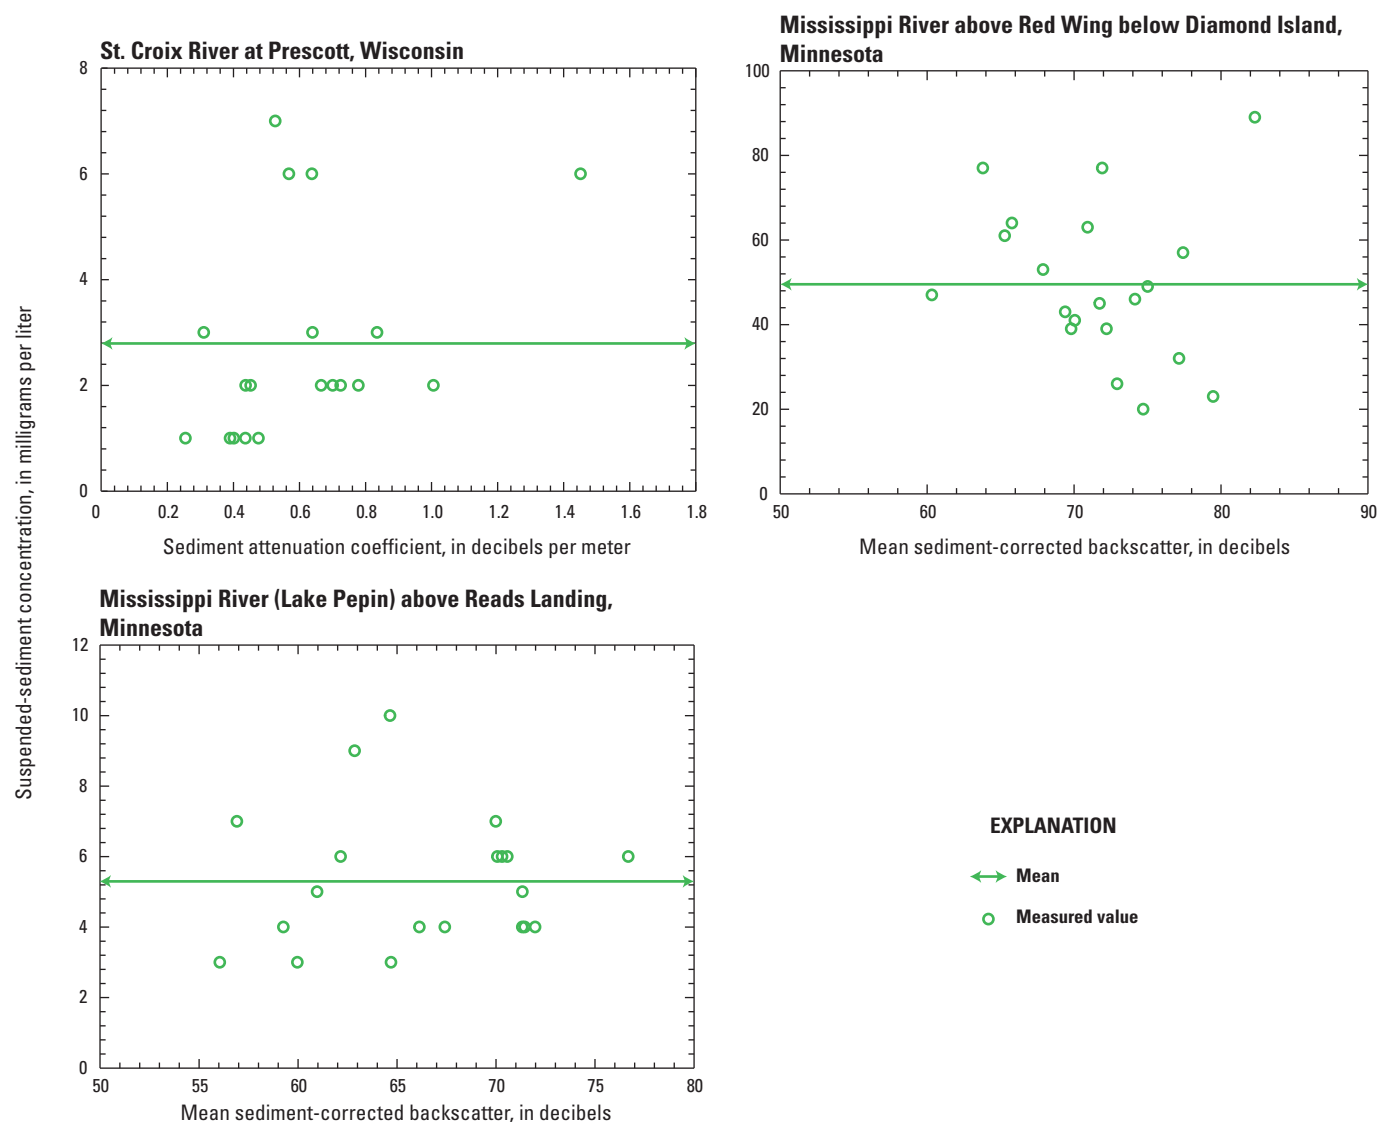 Suspended-sediment concentration, in milligrams per liter
St. Croix River at Prescott, Wisconsin
8
6
4
2
0
0 0.2 0.4 0.6 0.8 1.0 1.2 1.4 1.6 1.8
Sediment attenuation coefficient, in decibels per meter
Mississippi River above Red Wing below Diamond Island,
Minnesota
100
80
60
40
20
0
50 60 70 80 90
Mean sediment-corrected backscatter, in decibels
Mississippi River (Lake Pepin) above Reads Landing,
Minnesota
12
10
8
6
4
2
0
50 55 60 65 70 75 80
Mean sediment-corrected backscatter, in decibels
EXPLANATION
Mean
Measured value